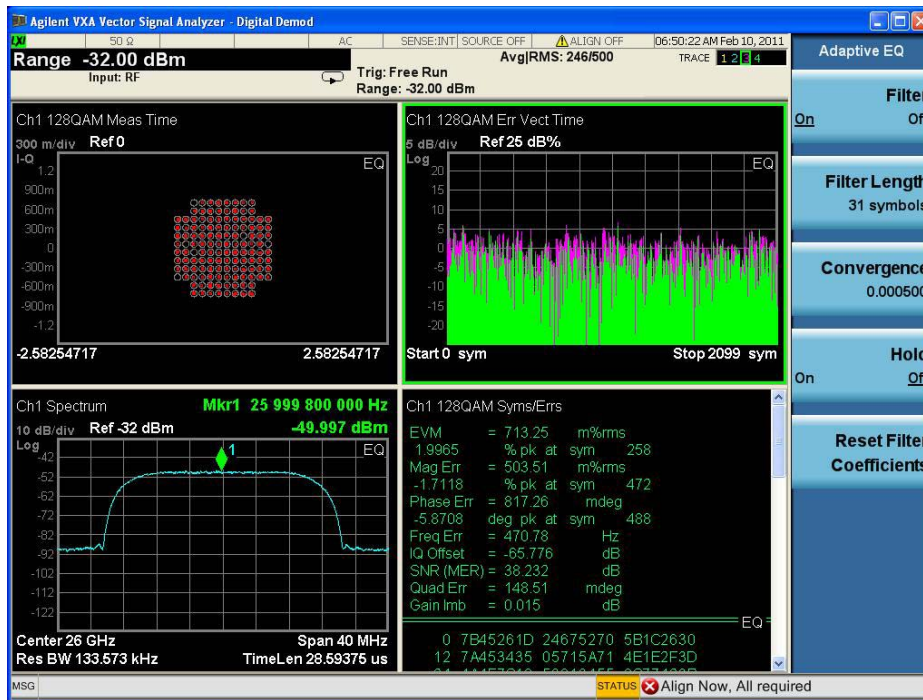 Agilent VXA Vector Signal Analyzer - Digital Demod
LXI 50 Ω AC SENSE:INT SOURCE OFF ALIGN OFF 06:50:22 AM Feb 10, 2011
Range -32.00 dBm
Input: RF
Trig: Free Run
Range: -32.00 dBm
Avg|RMS: 246/500
TRACE 1 2 3 4
Ch1 128QAM Meas Time
300 m/div Ref 0
I-Q
EQ
1.2
900m
600m
300m
0
-300m
-600m
-900m
-1.2
-2.58254717 2.58254717
Ch1 128QAM Err Vect Time
5 dB/div Ref 25 dB%
Log
EQ
20
15
10
5
0
-5
-10
-15
-20
Start 0 sym Stop 2099 sym
Ch1 Spectrum Mkr1 25 999 800 000 Hz
10 dB/div Ref -32 dBm -49.997 dBm
Log
EQ
1
-42
-52
-62
-72
-82
-92
-102
-112
-122
Center 26 GHz Span 40 MHz
Res BW 133.573 kHz TimeLen 28.59375 us
Ch1 128QAM Syms/Errs
EVM = 713.25 m%rms
1.9965 % pk at sym 258
Mag Err = 503.51 m%rms
-1.7118 % pk at sym 472
Phase Err = 817.26 mdeg
-5.8708 deg pk at sym 488
Freq Err = 470.78 Hz
IQ Offset = -65.776 dB
SNR (MER) = 38.232 dB
Quad Err = 148.51 mdeg
Gain Imb = 0.015 dB
EQ
0 7B45261D 24675270 5B1C2630
12 7A453435 05715A71 4E1E2F3D
Adaptive EQ
Filter
On Of
Filter Length
31 symbols
Convergence
0.000500
Hold
On Of
Reset Filter
Coefficients
MSG STATUS Align Now, All required